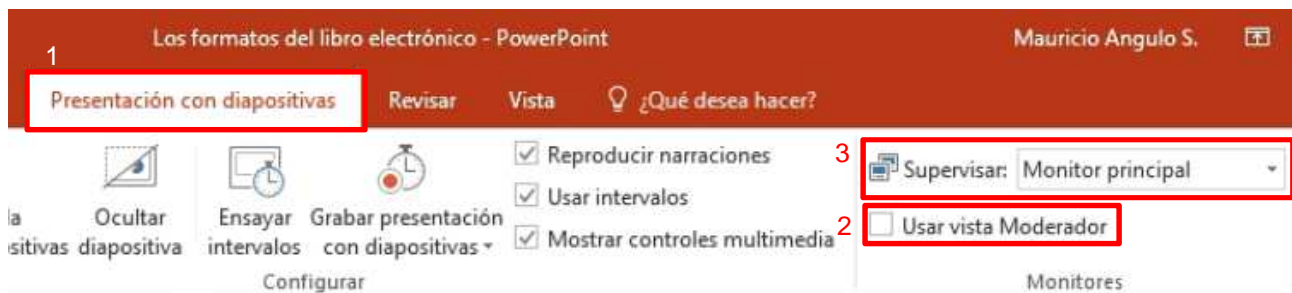 Los formatos del libro electrónico - PowerPoint
Mauricio Angulo S.
1
Presentación con diapositivas
Revisar
Vista
¿Qué desea hacer?
la
sitivas
Ocultar
diapositiva
Ensayar
intervalos
Grabar presentación
con diapositivas
Reproducir narraciones
Usar intervalos
Mostrar controles multimedia
Configurar
3
Supervisar: Monitor principal
2
Usar vista Moderador
Monitores